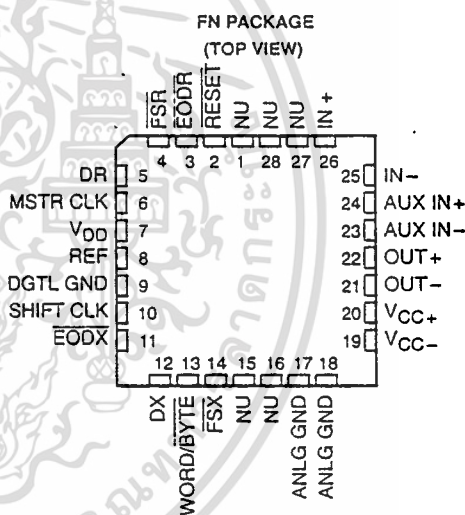 FN PACKAGE
(TOP VIEW)
FSR
EODR
RESET
NU
NU
NU
IN +
4 3 2 1 28 27 26
DR 5
MSTR CLK 6
VDD 7
REF 8
DGTL GND 9
SHIFT CLK 10
EODX 11
25 IN−
24 AUX IN+
23 AUX IN−
22 OUT+
21 OUT−
20 VCC+
19 VCC−
12 13 14 15 16 17 18
DX
WORD/BYTE
FSX
NU
NU
ANLG GND
ANLG GND